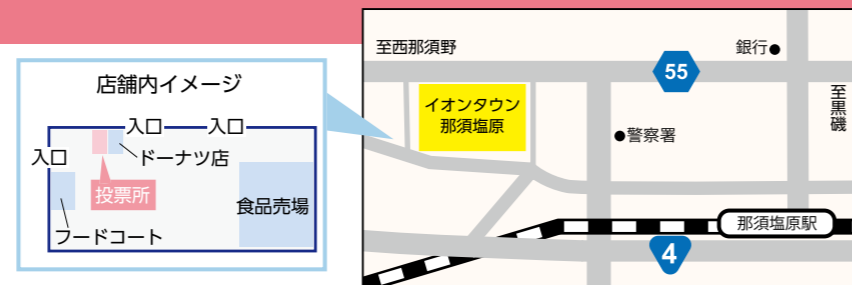 店舗内イメージ
入口
入口
入口
ドーナツ店
投票所
食品売場
フードコート
至西那須野
銀行
55
イオンタウン
那須塩原
至黒磯
警察署
那須塩原駅
4